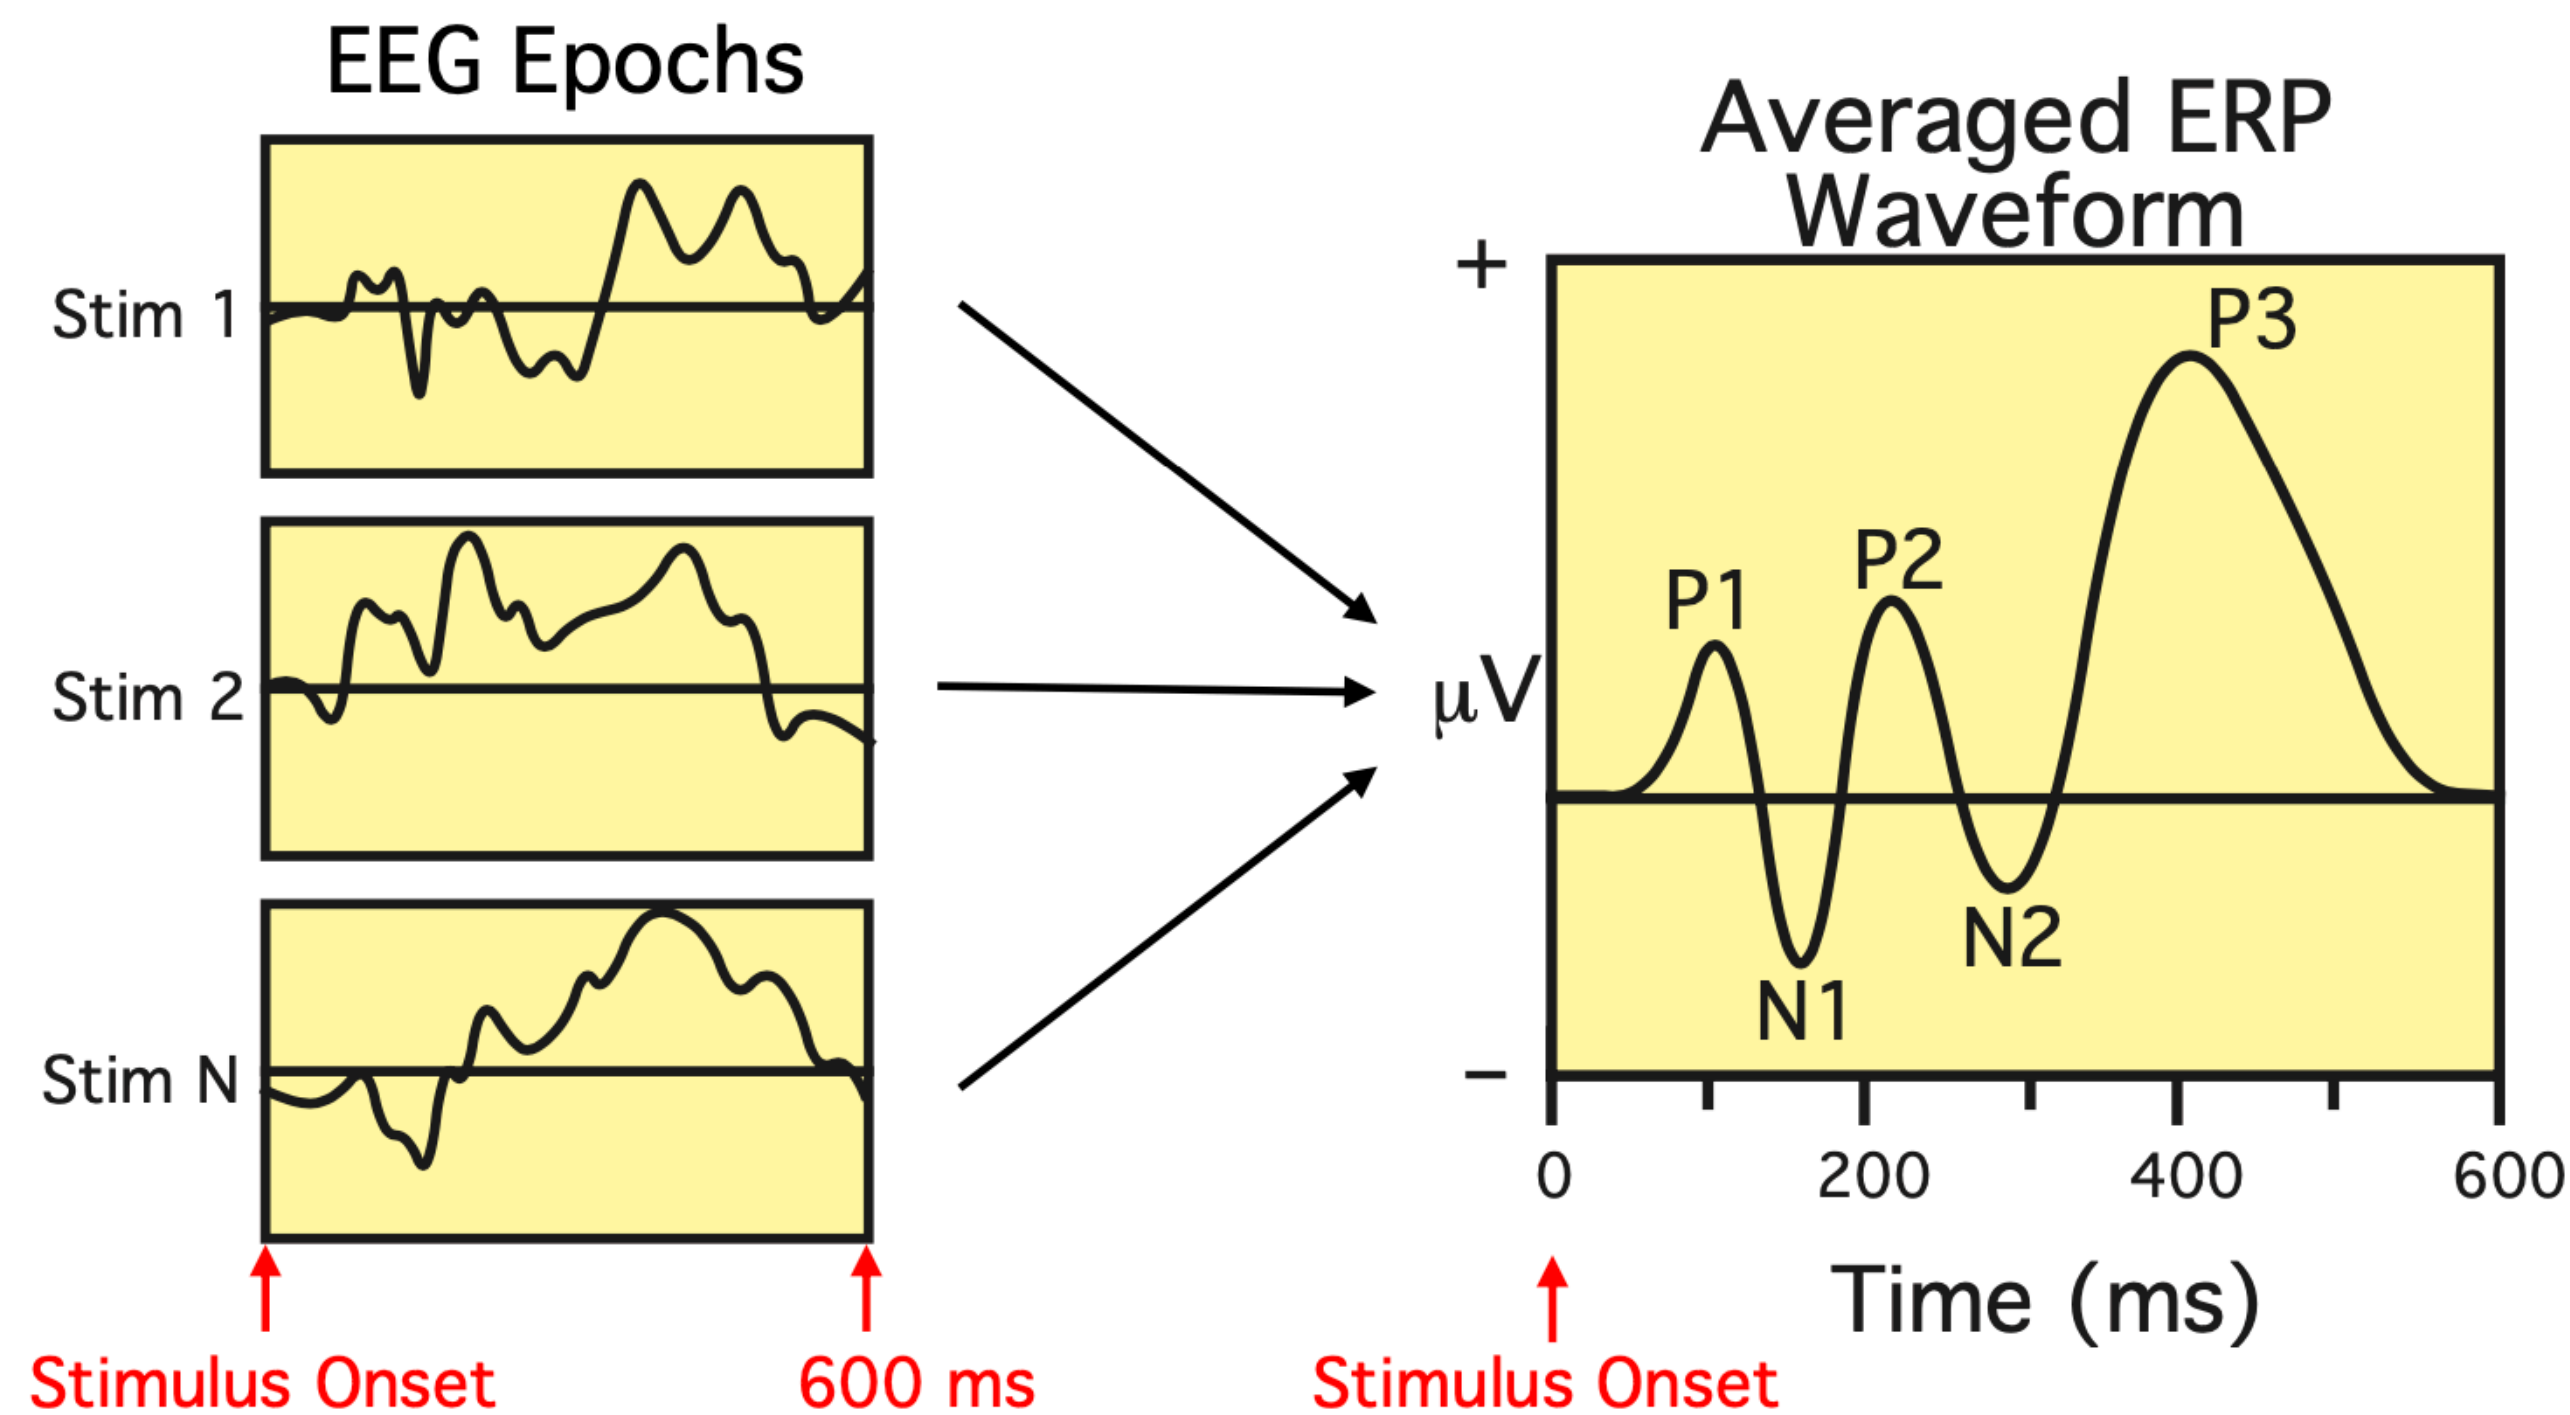 EEG Epochs
Stim 1
Stim 2
Stim N
Stimulus Onset
600 ms
Averaged ERP
Waveform
+
μV
−
P1
N1
P2
N2
P3
0
200
400
600
Time (ms)
Stimulus Onset